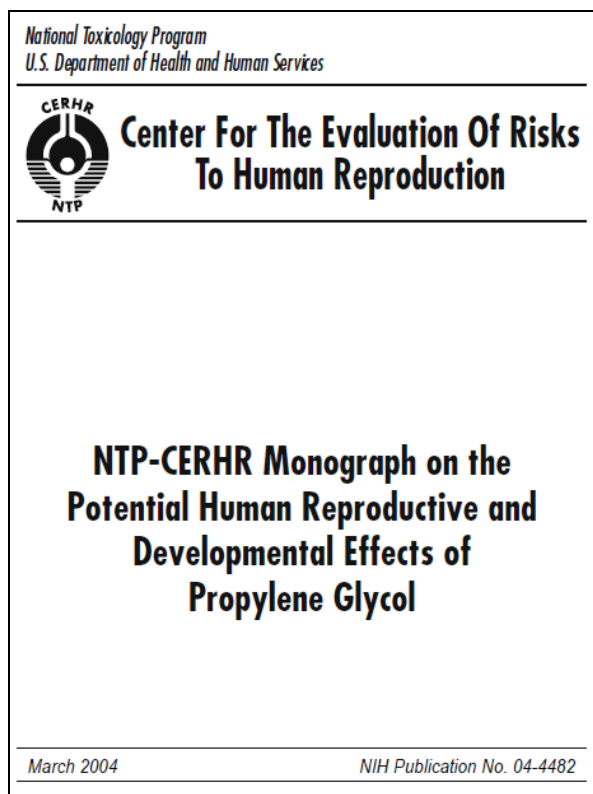 National Toxicology Program
U.S. Department of Health and Human Services
CERHR
NTP
Center For The Evaluation Of Risks
To Human Reproduction
NTP-CERHR Monograph on the
Potential Human Reproductive and
Developmental Effects of
Propylene Glycol
March 2004
NIH Publication No. 04-4482